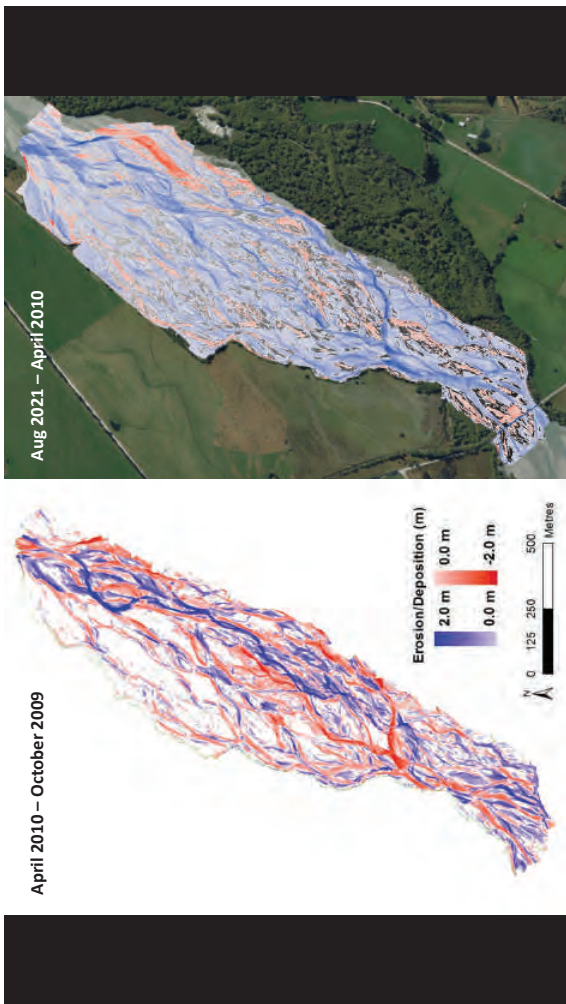 April 2010 – October 2009
Aug 2021 – April 2010
Erosion/Deposition (m)
2.0 m 0.0 m
0.0 m -2.0 m
N
0 125 250 500
Metres